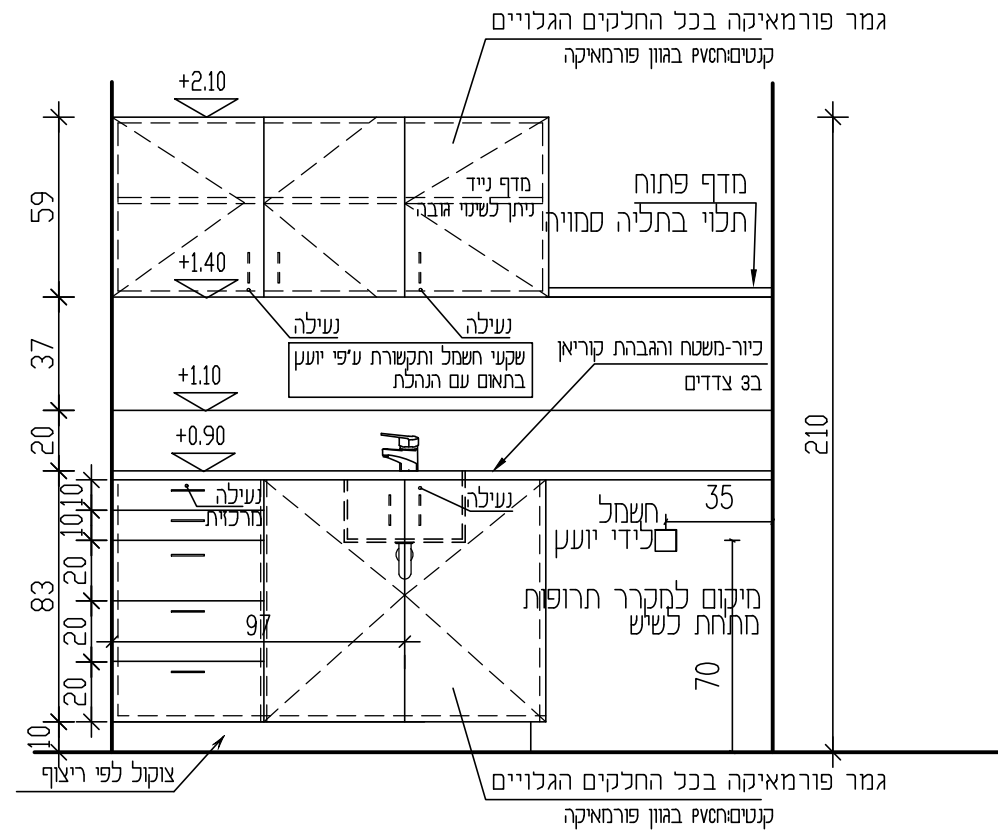 גמר פורמאיקה בכל החלקים הגלויים
קנטים:PVCח בגוון פורמאיקה
+2.10
59
מדף נייד
ניתן לשינוי גובה
מדף פתוח
תלוי בתליה סמויה
+1.40
נעילה
נעילה
37
שקעי חשמל ותקשורת ע"פי יועץ
בתאום עם הנהלת
כיור-משטח והגבהת קוריאן
ב3 צדדים
+1.10
210
20
+0.90
10
10
20
20
20
83
10
נעילה
מרכזית
נעילה
35
חשמל
לידי יועץ
מיקום למקרר תרופות
מתחת לשיש
97
70
צוקול לפי ריצוף
גמר פורמאיקה בכל החלקים הגלויים
קנטים:PVCח בגוון פורמאיקה